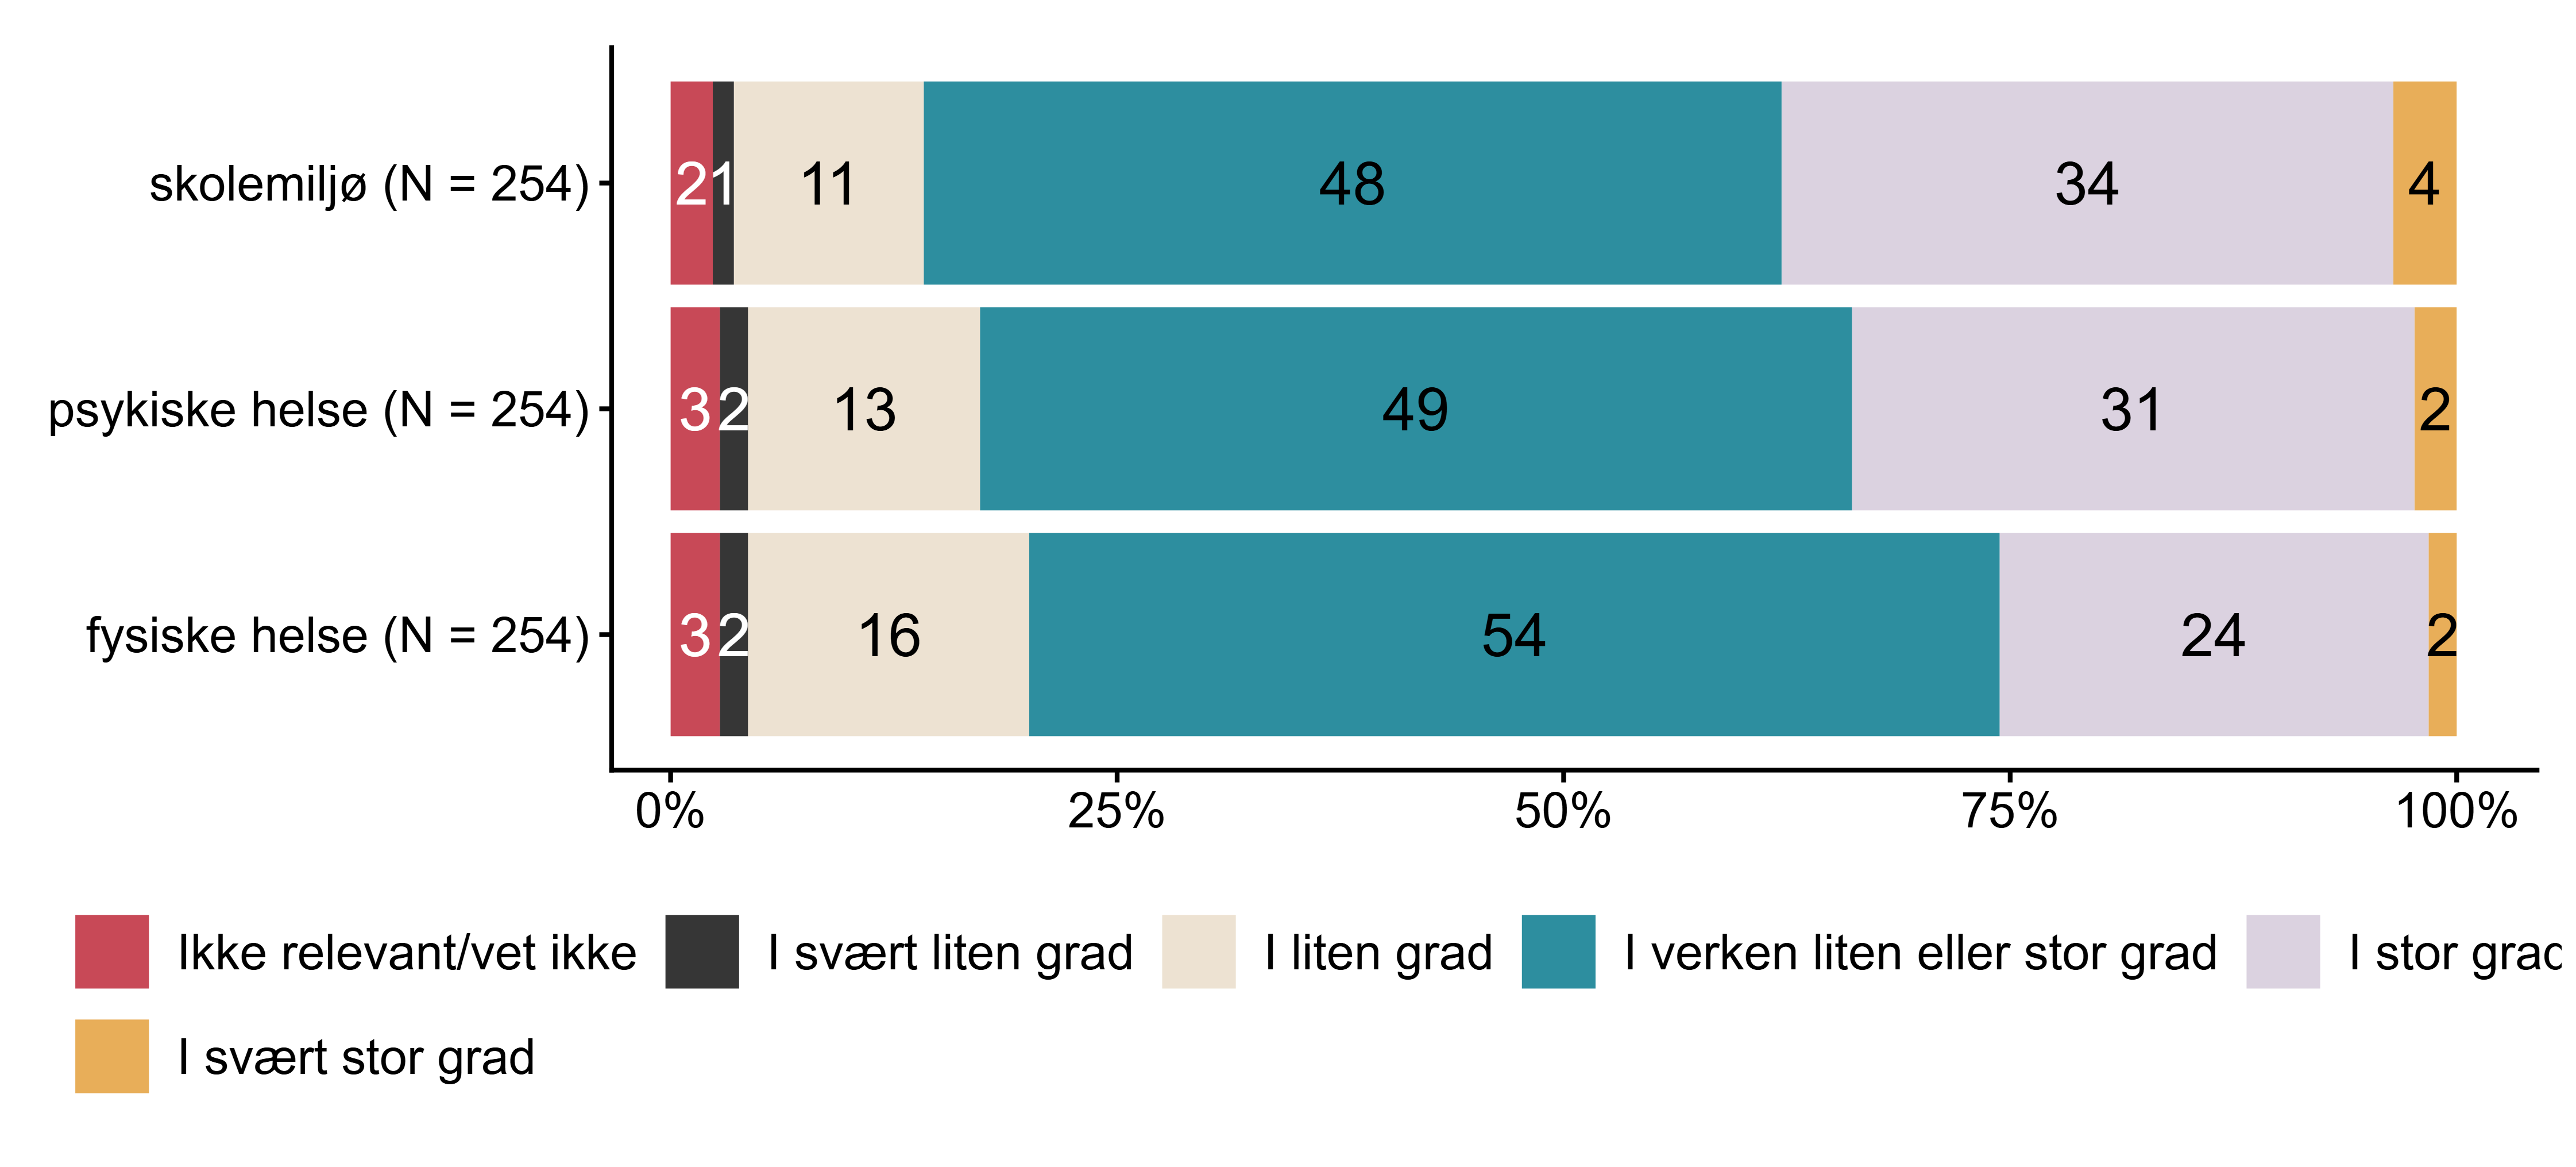 skolemiljø (N = 254) 2 1 11 48 34 4
psykiske helse (N = 254) 3 2 13 49 31 2
fysiske helse (N = 254) 3 2 16 54 24 2
0% 25% 50% 75% 100%
Ikke relevant/vet ikke I svært liten grad I liten grad I verken liten eller stor grad I stor grad
I svært stor grad